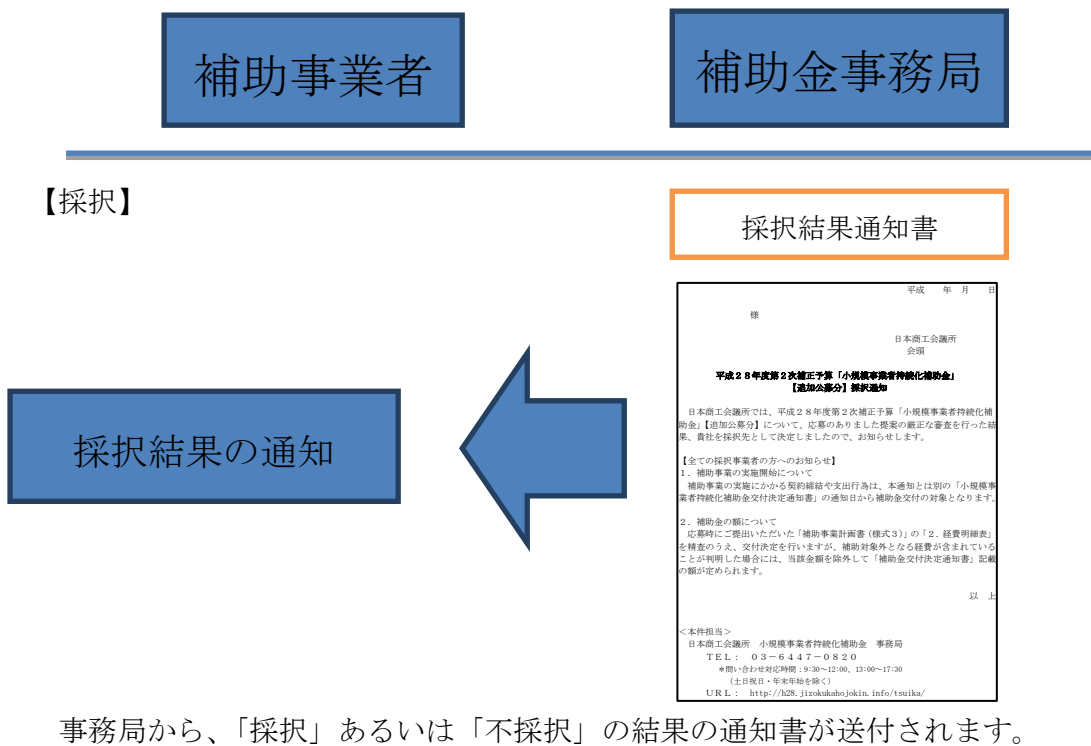 補助事業者
補助金事務局
【採択】
採択結果通知書
平成　年　月　日
様
日本商工会議所
会頭
平成２８年度第２次補正予算「小規模事業者持続化補助金」
【追加公募分】採択通知
日本商工会議所では、平成２８年度第２次補正予算「小規模事業者持続化補
助金」【追加公募分】について、応募のありました提案の厳正な審査を行った結
果、貴社を採択先として決定しましたので、お知らせします。
【全ての採択事業者の方へのお知らせ】
１．補助事業の実施開始について
補助事業の実施にかかる契約締結や支出行為は、本通知とは別の「小規模事
業者持続化補助金交付決定通知書」の通知日から補助金交付の対象となります。
２．補助金の額について
応募時にご提出いただいた「補助事業計画書（様式３）」の「２．経費明細表」
を精査のうえ、交付決定を行いますが、補助対象外となる経費が含まれている
ことが判明した場合には、当該金額を除外して「補助金交付決定通知書」記載
の額が定められます。
以　上
＜本件担当＞
日本商工会議所　小規模事業者持続化補助金　事務局
ＴＥＬ：　０３－６４４７－０８２０
＊問い合わせ対応時間：9:30～12:00、13:00～17:30
（土日祝日・年末年始を除く）
ＵＲＬ：　http://h28.jizokukahojokin.info/tsuika/
採択結果の通知
事務局から、「採択」あるいは「不採択」の結果の通知書が送付されます。